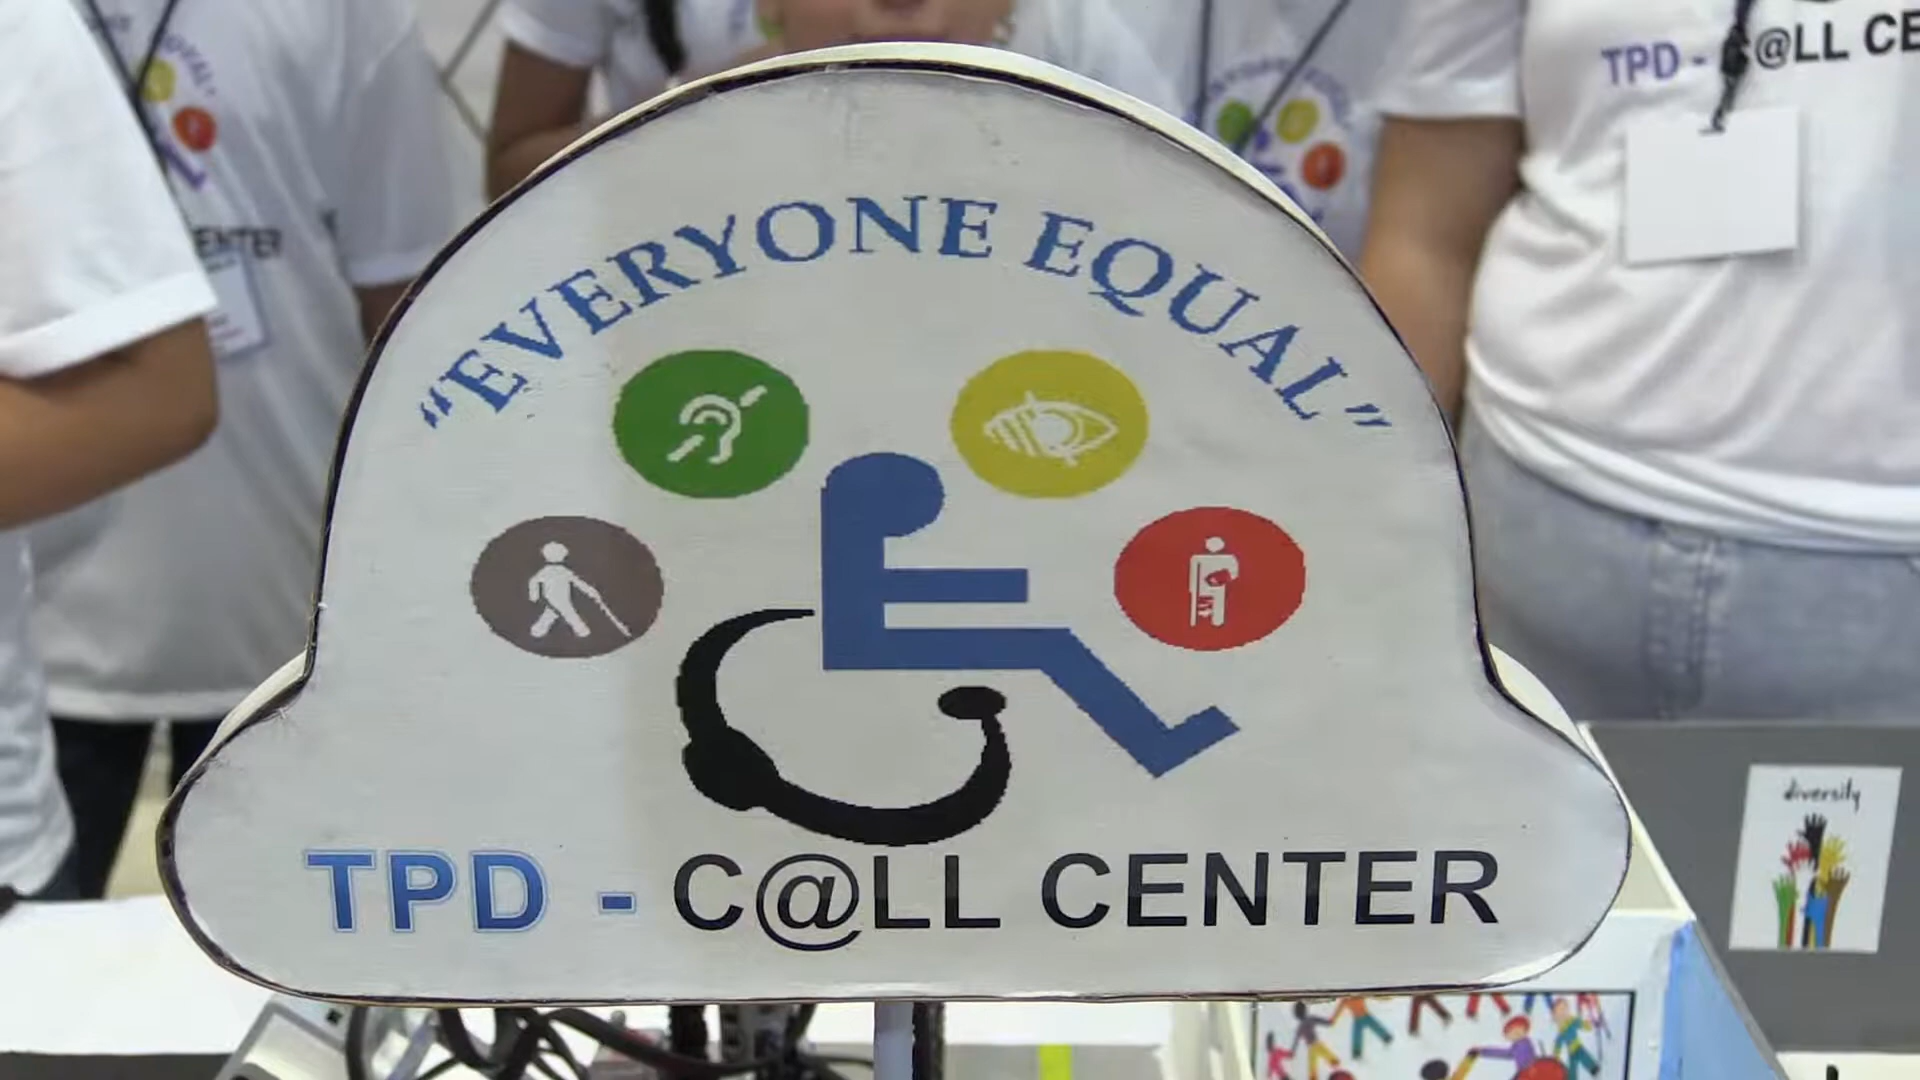 "EVERYONE EQUAL"
TPD - C@LL CENTER
TPD - C@LL CE
ENTER
diversity